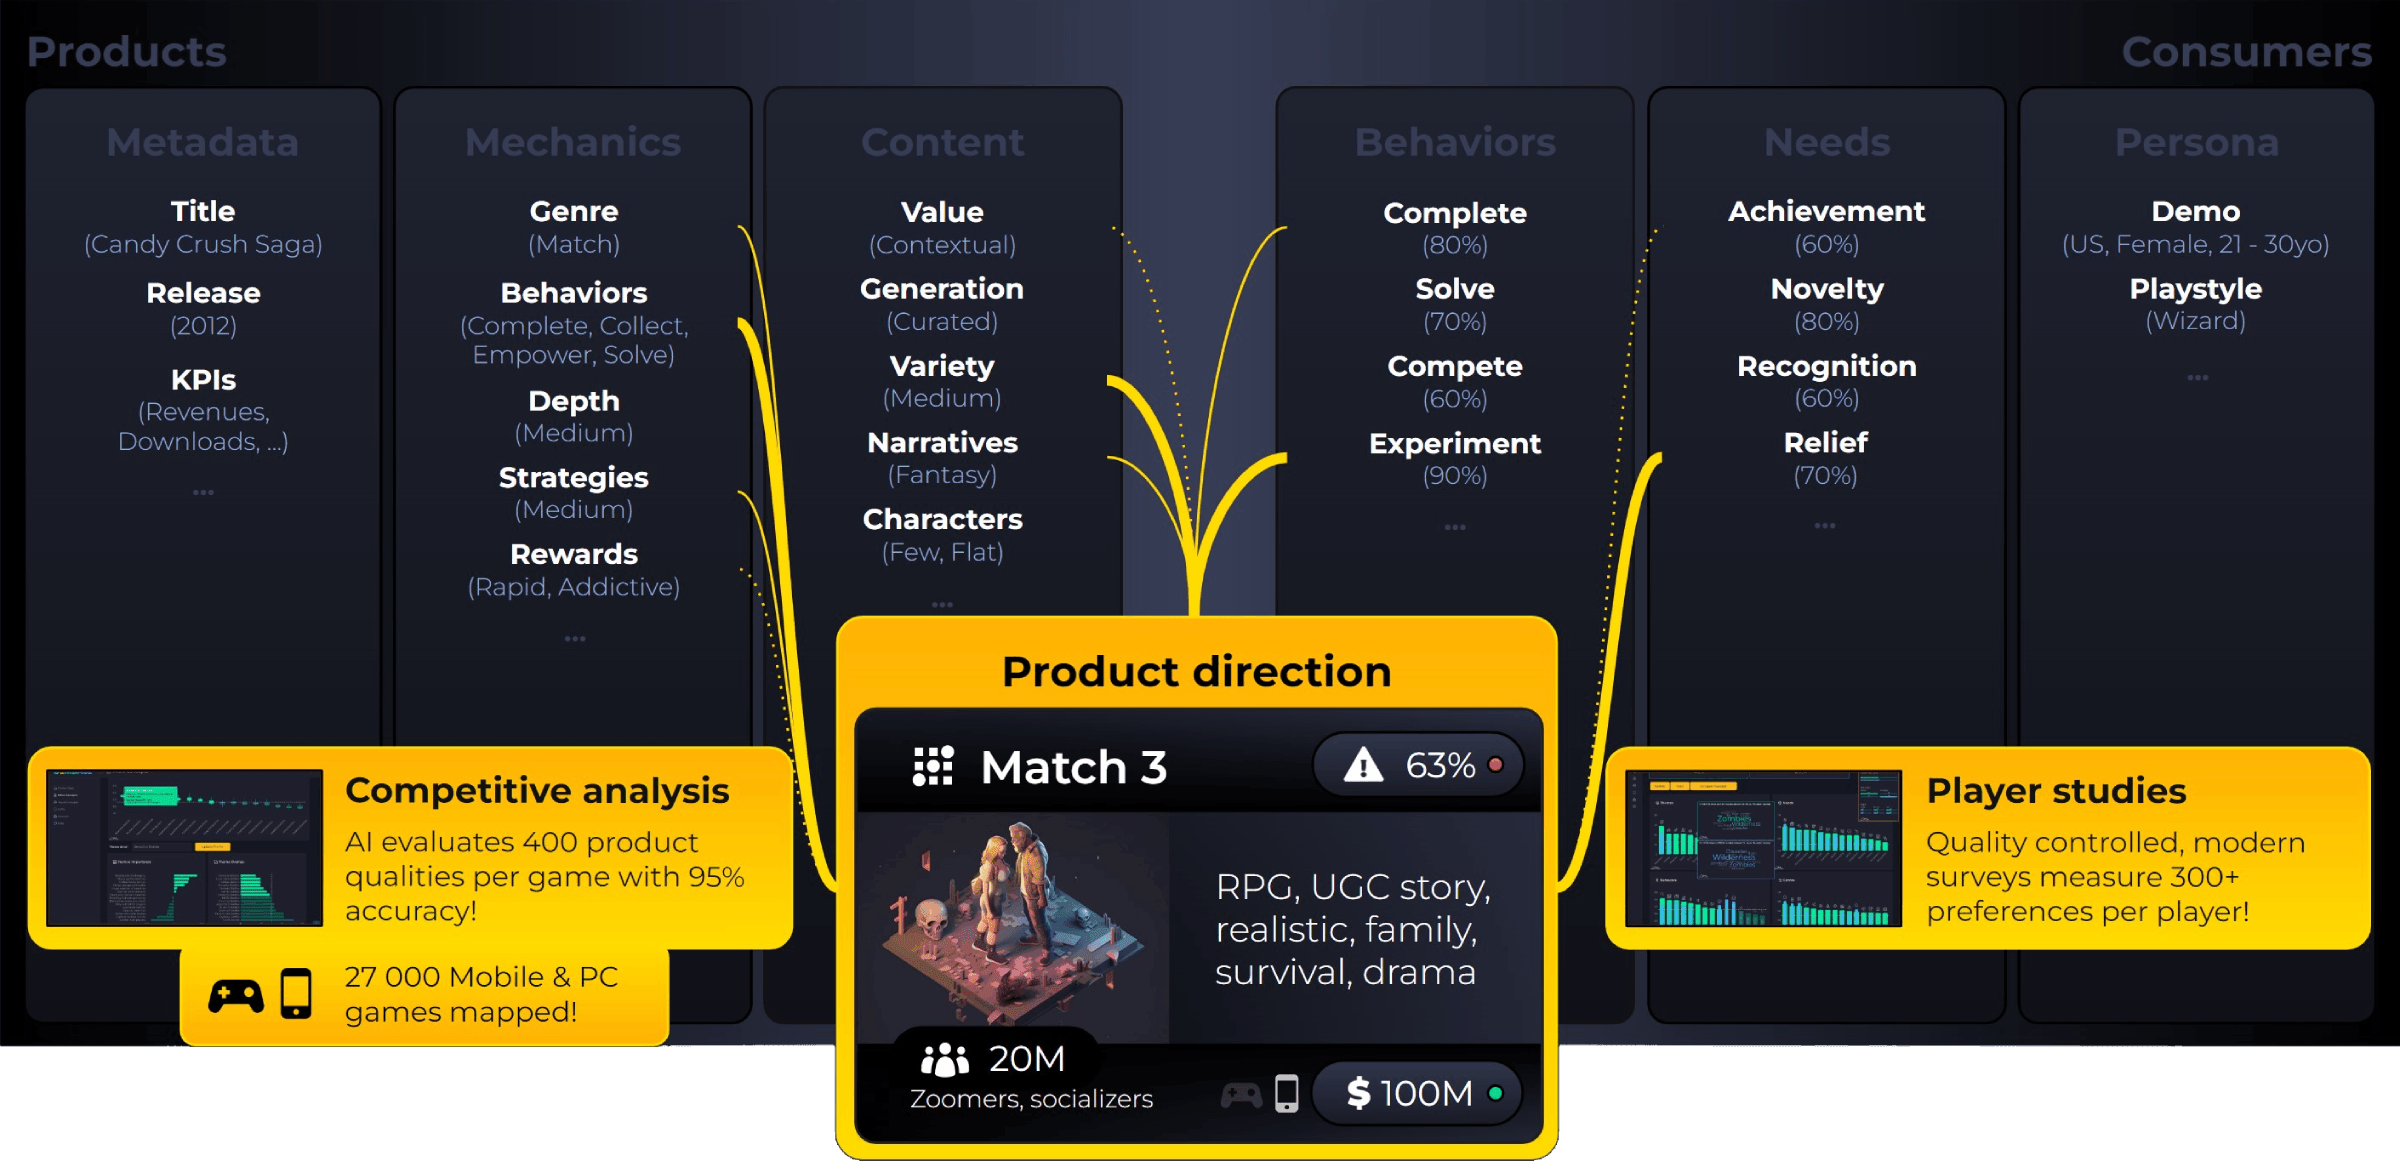 Products
Consumers
Metadata
Title
(Candy Crush Saga)
Release
(2012)
KPIs
(Revenues,
Downloads, ...)
...
Mechanics
Genre
(Match)
Behaviors
(Complete, Collect,
Empower, Solve)
Depth
(Medium)
Strategies
(Medium)
Rewards
(Rapid, Addictive)
...
Content
Value
(Contextual)
Generation
(Curated)
Variety
(Medium)
Narratives
(Fantasy)
Characters
(Few, Flat)
...
Behaviors
Complete
(80%)
Solve
(70%)
Compete
(60%)
Experiment
(90%)
...
Needs
Achievement
(60%)
Novelty
(80%)
Recognition
(60%)
Relief
(70%)
...
Persona
Demo
(US, Female, 21 - 30yo)
Playstyle
(Wizard)
...
Competitive analysis
AI evaluates 400 product
qualities per game with 95%
accuracy!
27 000 Mobile & PC
games mapped!
Product direction
Match 3
63%
RPG, UGC story,
realistic, family,
survival, drama
20M
Zoomers, socializers
$ 100M
Zombies
Wilderness
Player studies
Quality controlled, modern
surveys measure 300+
preferences per player!